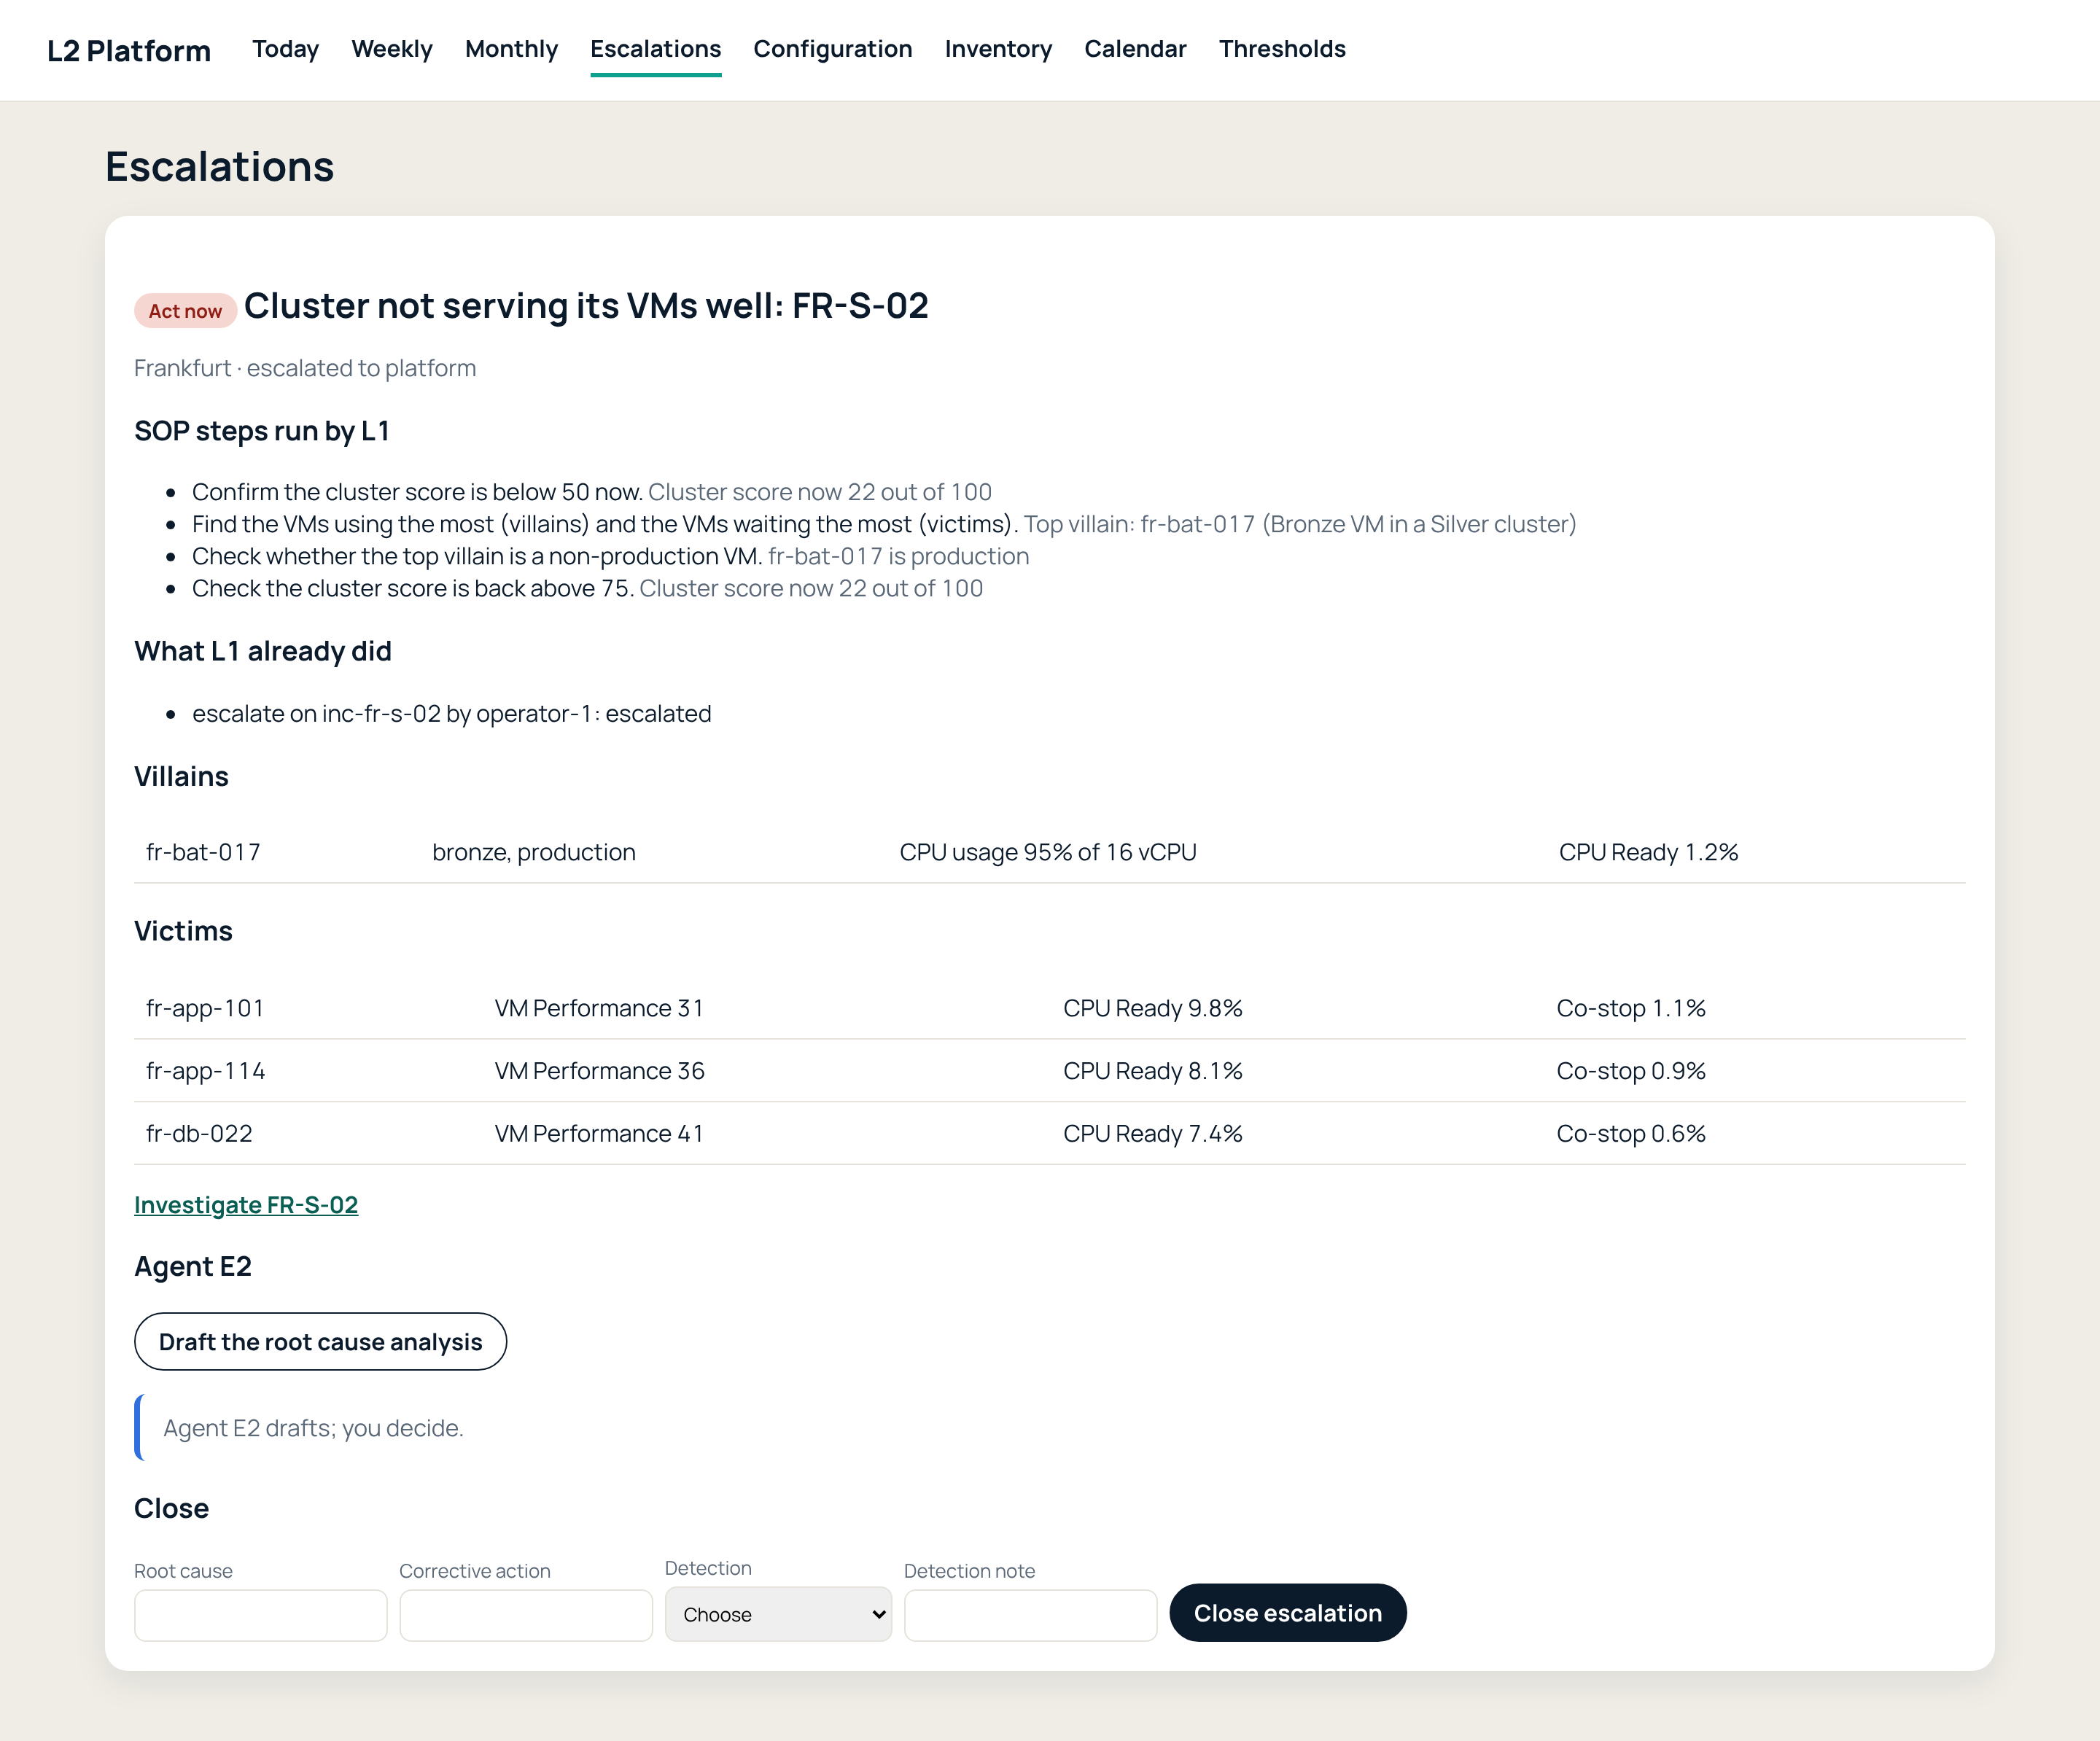 L2 Platform Today Weekly Monthly Escalations Configuration Inventory Calendar Thresholds
Escalations
Act now Cluster not serving its VMs well: FR-S-02
Frankfurt · escalated to platform
SOP steps run by L1
• Confirm the cluster score is below 50 now. Cluster score now 22 out of 100
• Find the VMs using the most (villains) and the VMs waiting the most (victims). Top villain: fr-bat-017 (Bronze VM in a Silver cluster)
• Check whether the top villain is a non-production VM. fr-bat-017 is production
• Check the cluster score is back above 75. Cluster score now 22 out of 100
What L1 already did
• escalate on inc-fr-s-02 by operator-1: escalated
Villains
fr-bat-017 bronze, production CPU usage 95% of 16 vCPU CPU Ready 1.2%
Victims
fr-app-101 VM Performance 31 CPU Ready 9.8% Co-stop 1.1%
fr-app-114 VM Performance 36 CPU Ready 8.1% Co-stop 0.9%
fr-db-022 VM Performance 41 CPU Ready 7.4% Co-stop 0.6%
Investigate FR-S-02
Agent E2
Draft the root cause analysis
Agent E2 drafts; you decide.
Close
Root cause Corrective action Detection Detection note
Choose Close escalation